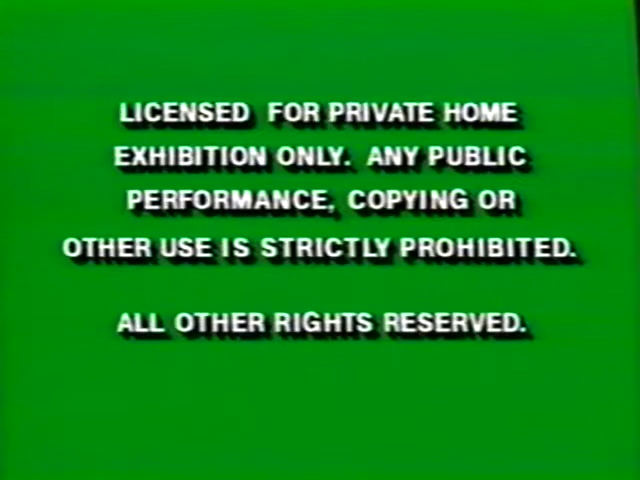 LICENSED FOR PRIVATE HOME
EXHIBITION ONLY. ANY PUBLIC
PERFORMANCE, COPYING OR
OTHER USE IS STRICTLY PROHIBITED.
ALL OTHER RIGHTS RESERVED.